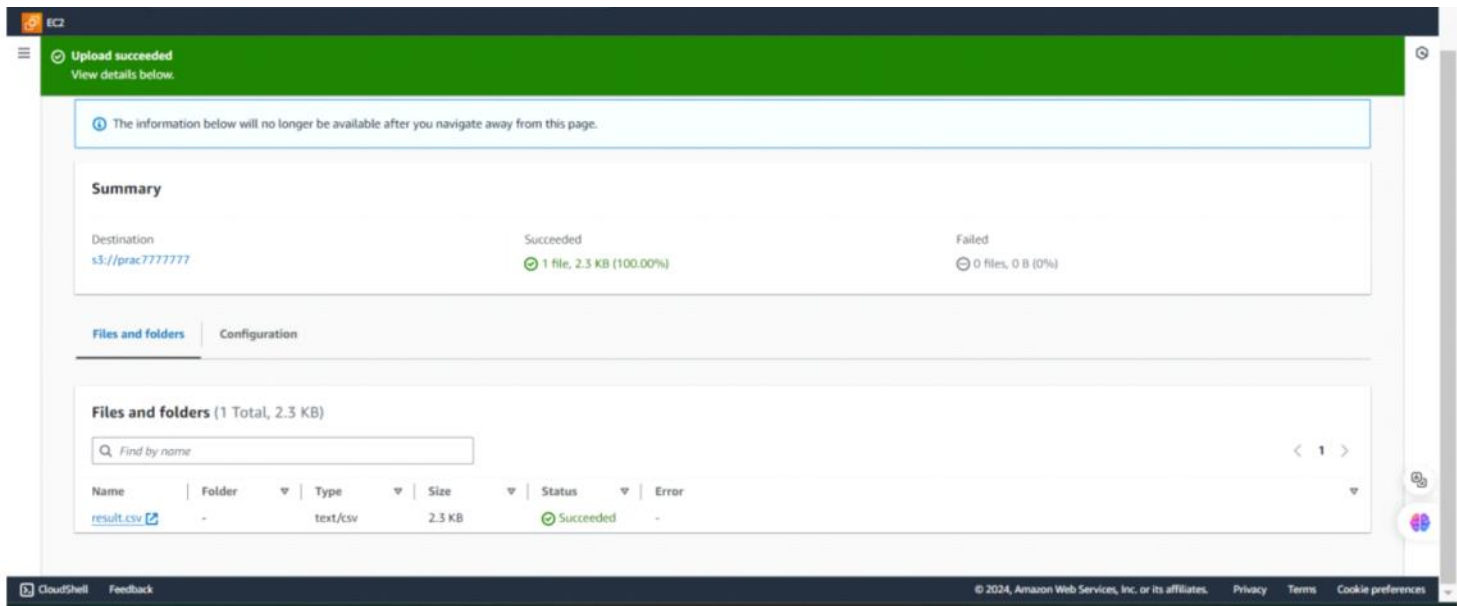 EC2
Upload succeeded
View details below.
The information below will no longer be available after you navigate away from this page.
Summary
Destination Succeeded Failed
s3://prac7777777 1 file, 2.3 KB (100.00%) 0 files, 0 B (0%)
Files and folders Configuration
Files and folders (1 Total, 2.3 KB)
Find by name 1
Name Folder Type Size Status Error
result.csv - text/csv 2.3 KB Succeeded -
CloudShell Feedback © 2024, Amazon Web Services, Inc. or its affiliates. Privacy Terms Cookie preferences